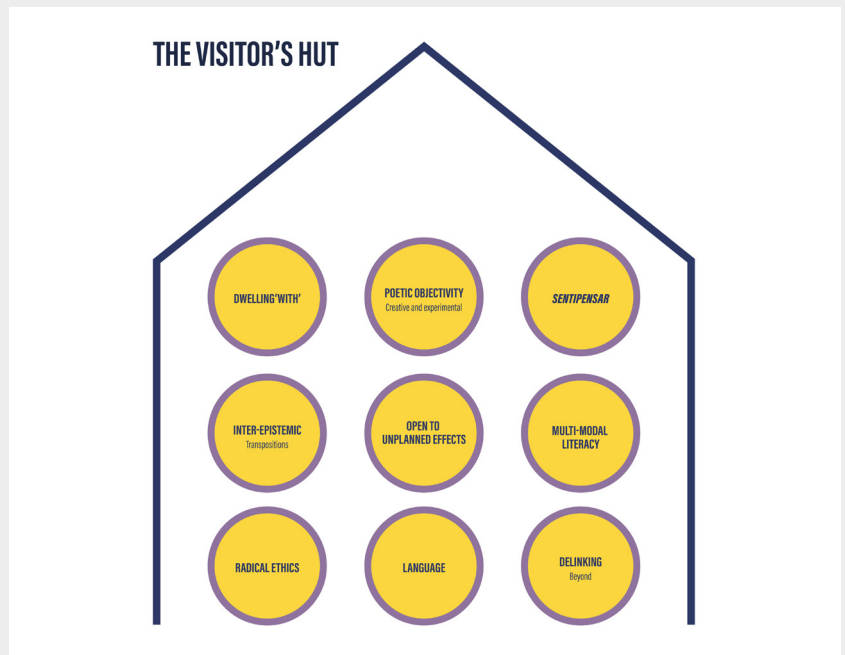 THE VISITOR'S HUT
DWELLING'WITH'
POETIC OBJECTIVITY
Creative and experimental
SENTIPENSAR
INTER-EPISTEMIC
Transpositions
OPEN TO
UNPLANNED EFFECTS
MULTI-MODAL
LITERACY
RADICAL ETHICS
LANGUAGE
DELINKING
Beyond